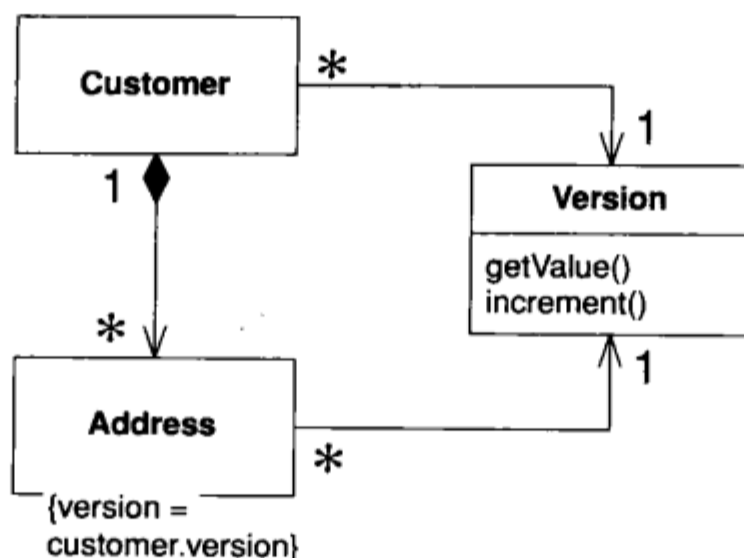 Customer
*
1
1
Version
getValue()
increment()
*
1
Address
*
{version =
customer.version}